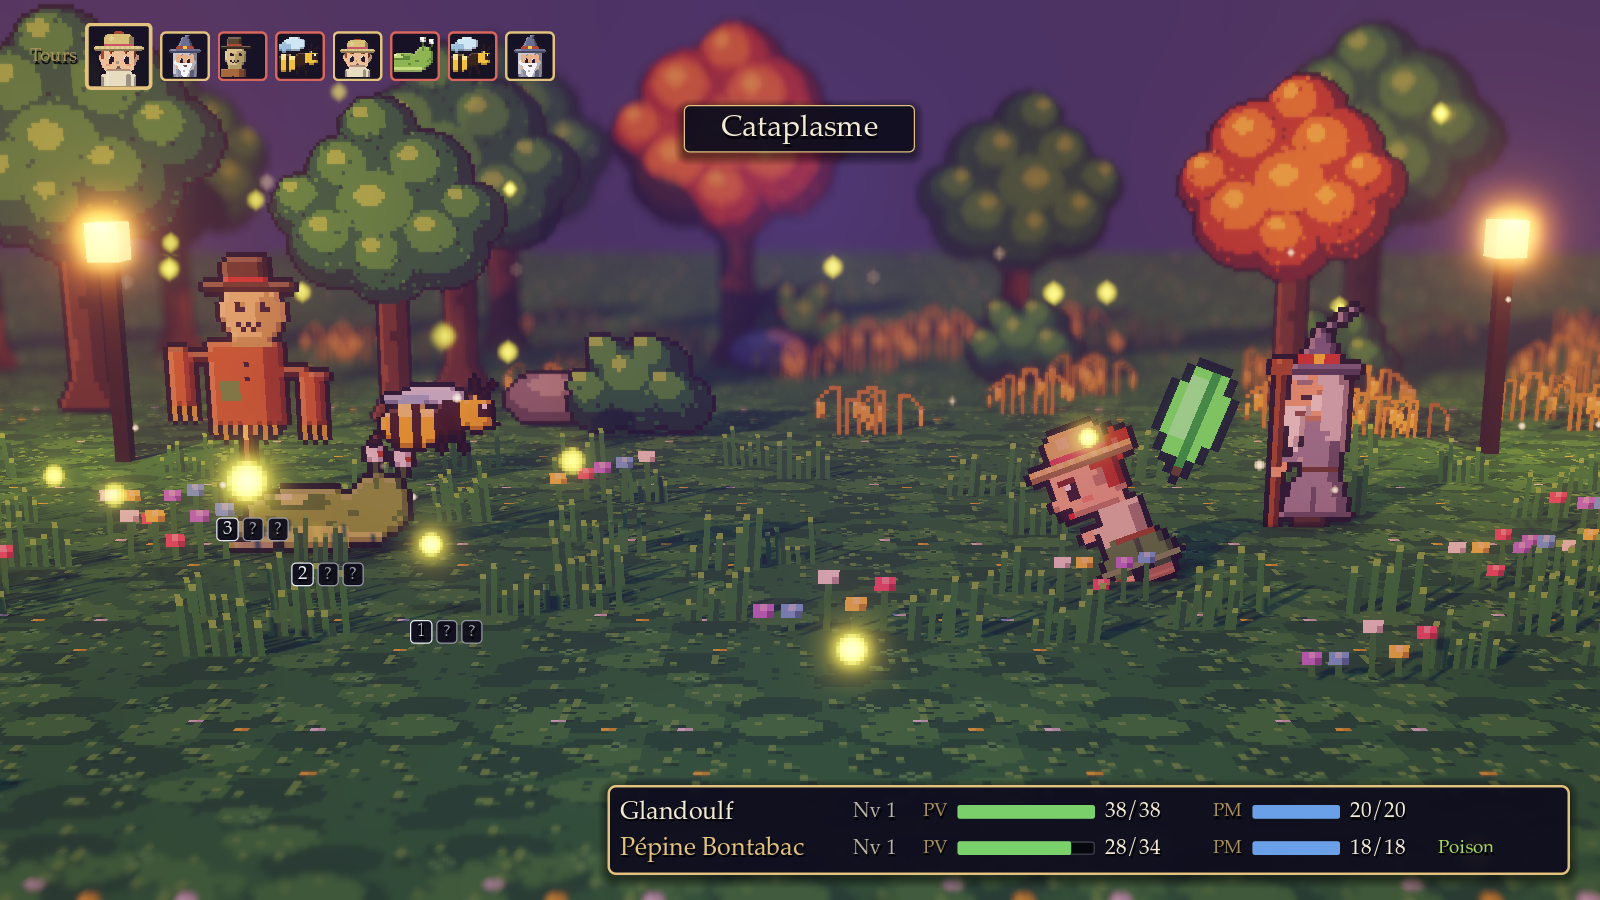 Tours
Cataplasme
3 ? ?
2 ? ?
1 ? ?
Glandoulf Nv 1 PV 38/38 PM 20/20
Pépine Bontabac Nv 1 PV 28/34 PM 18/18 Poison